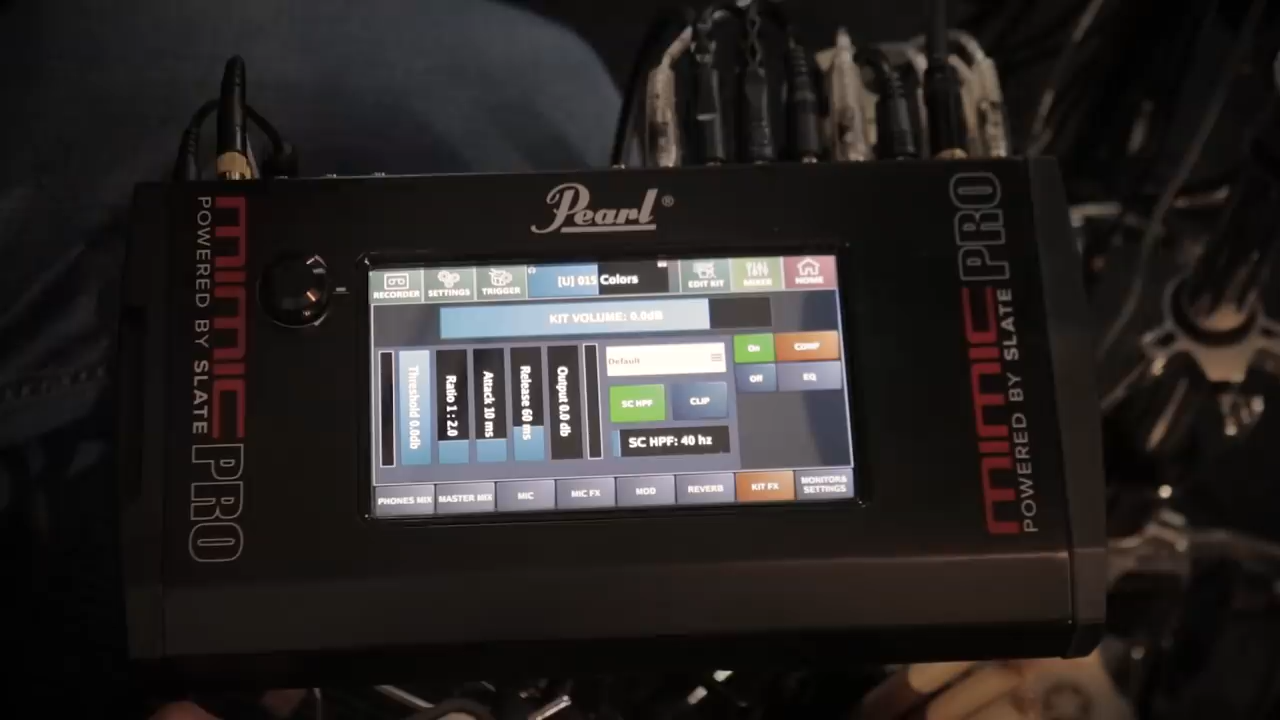 Pearl®
MIMIC PRO
POWERED BY SLATE
MIMIC PRO
POWERED BY SLATE
RECORDER
SETTINGS
TRIGGER
[U] 015 Colors
EDIT KIT
MIXER
HOME
KIT VOLUME: 0.0dB
Threshold 0.0db
Ratio 1 : 2.0
Attack 10 ms
Release 60 ms
Output 0.0 db
Default
SC HPF
CLIP
SC HPF: 40 hz
On
COMP
Off
EQ
PHONES MIX
MASTER MIX
MIC
MIC FX
MOD
REVERB
KIT FX
MONITOR&
SETTINGS